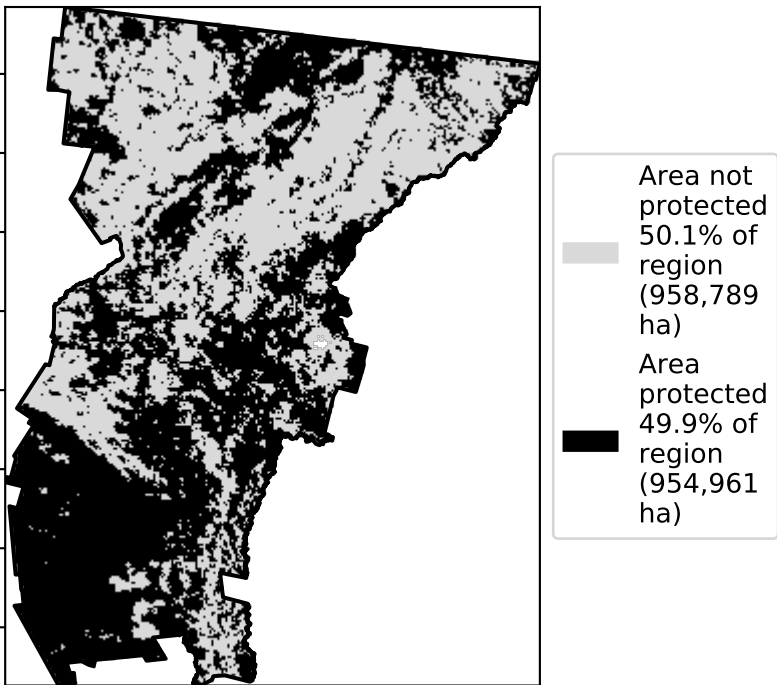 Area not
protected
50.1% of
region
(958,789
ha)
Area
protected
49.9% of
region
(954,961
ha)